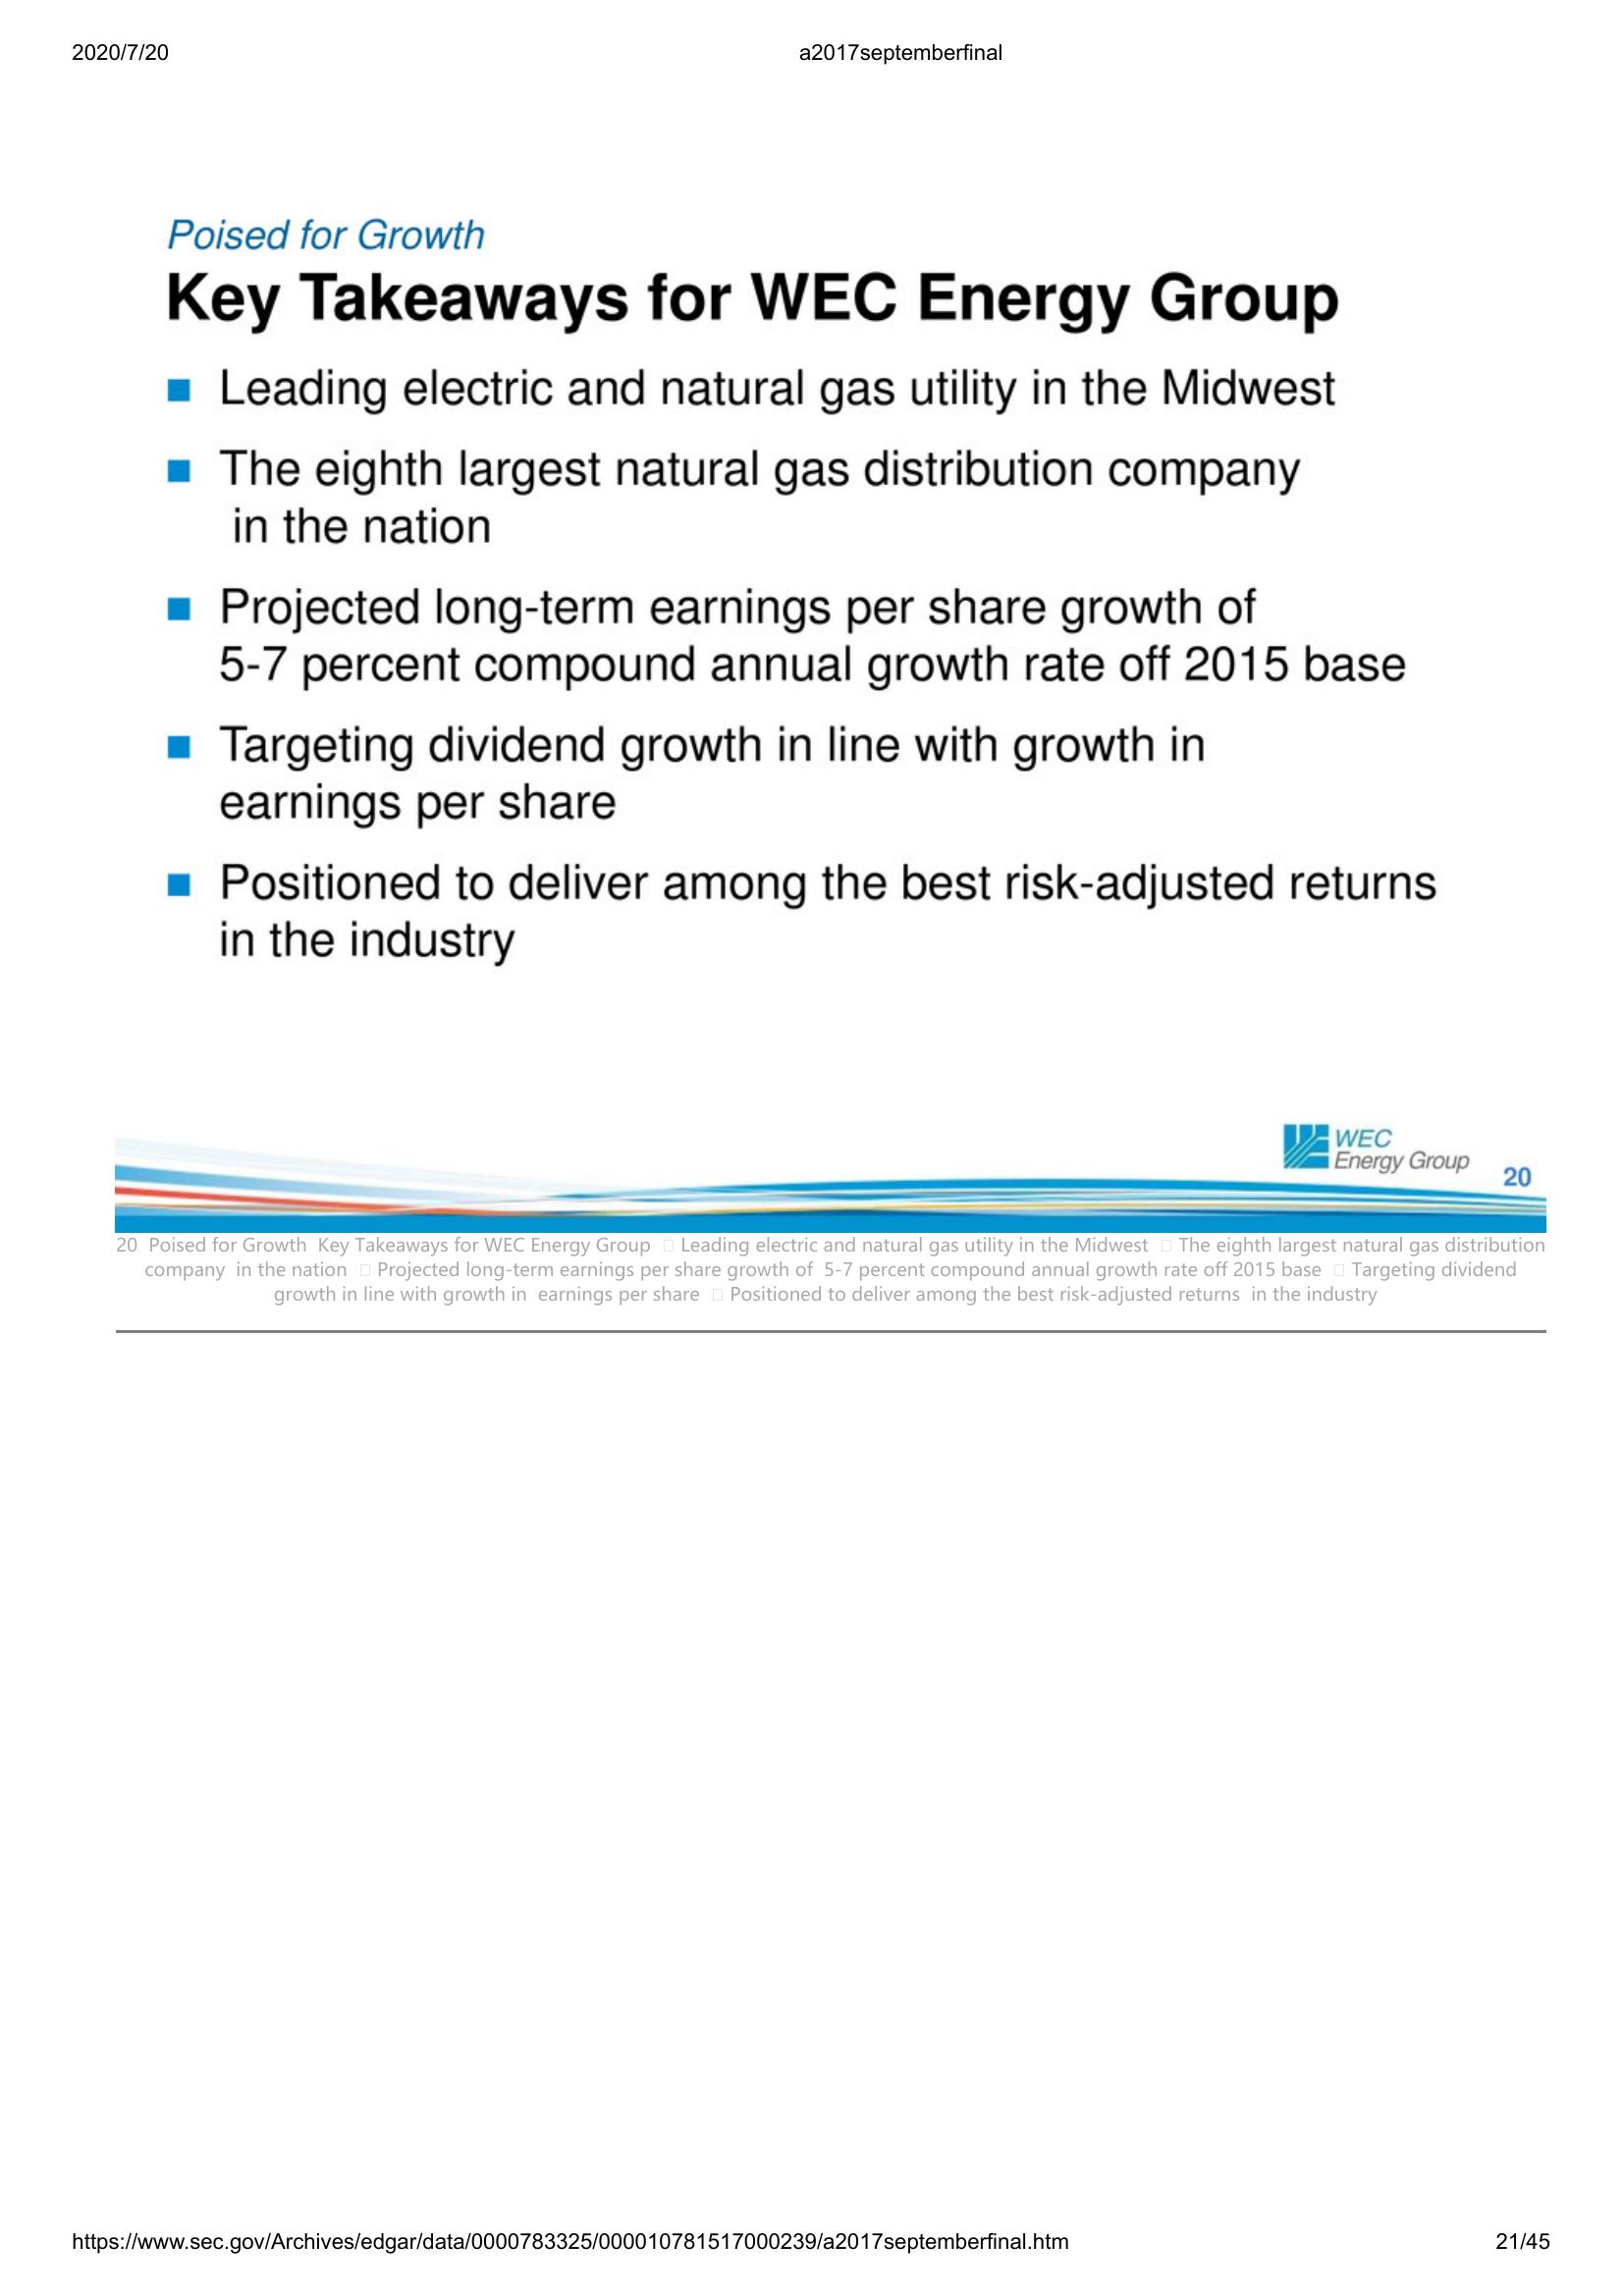 2020/7/20
a2017septemberfinal
Poised for Growth
Key Takeaways for WEC Energy Group
■ Leading electric and natural gas utility in the Midwest
■ The eighth largest natural gas distribution company
in the nation
■ Projected long-term earnings per share growth of
5-7 percent compound annual growth rate off 2015 base
■ Targeting dividend growth in line with growth in
earnings per share
■ Positioned to deliver among the best risk-adjusted returns
in the industry
WEC
Energy Group
20
20 Poised for Growth Key Takeaways for WEC Energy Group □ Leading electric and natural gas utility in the Midwest □ The eighth largest natural gas distribution
company in the nation □ Projected long-term earnings per share growth of 5-7 percent compound annual growth rate off 2015 base □ Targeting dividend
growth in line with growth in earnings per share □ Positioned to deliver among the best risk-adjusted returns in the industry
https://www.sec.gov/Archives/edgar/data/0000783325/000010781517000239/a2017septemberfinal.htm
21/45